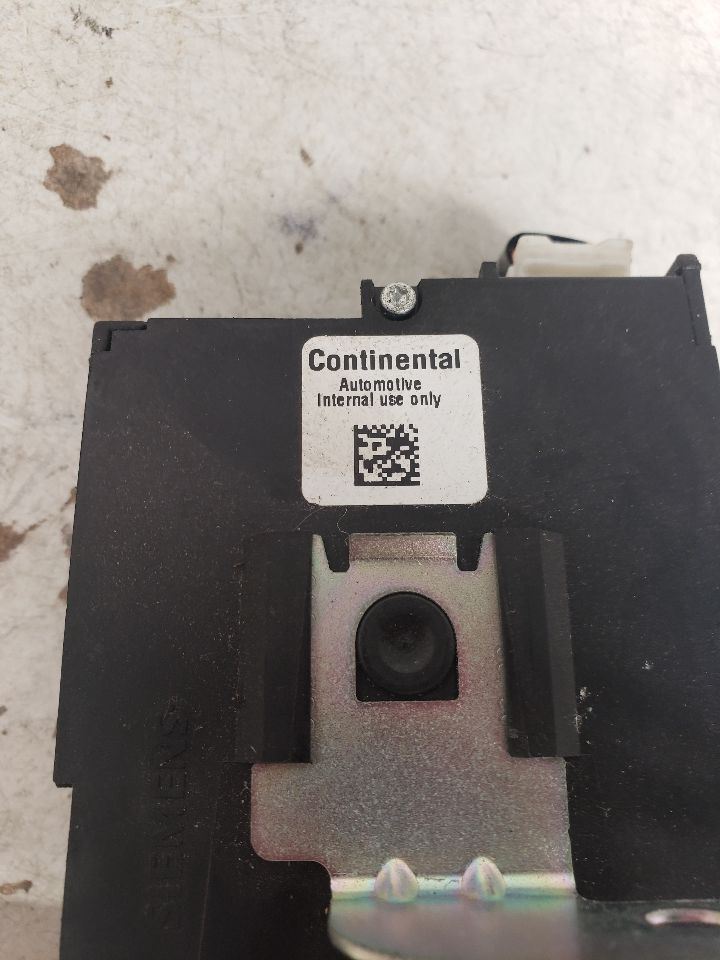 Continental
Automotive
Internal use only
SIEMENS